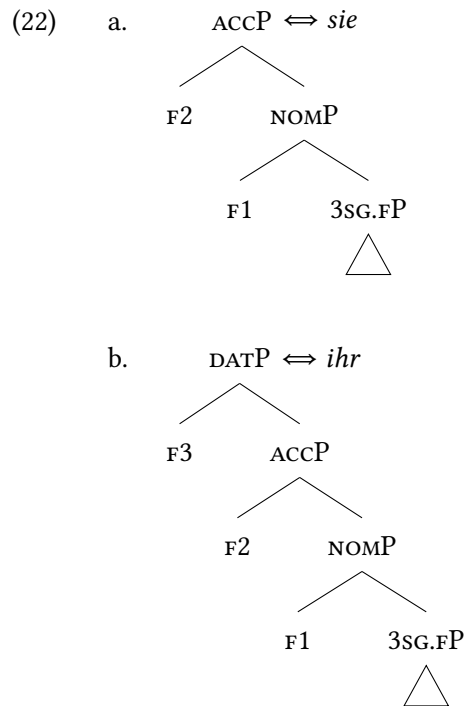 (22) a. ACCP ⇔ sie
F2 NOMP
F1 3SG.FP
b. DATP ⇔ ihr
F3 ACCP
F2 NOMP
F1 3SG.FP